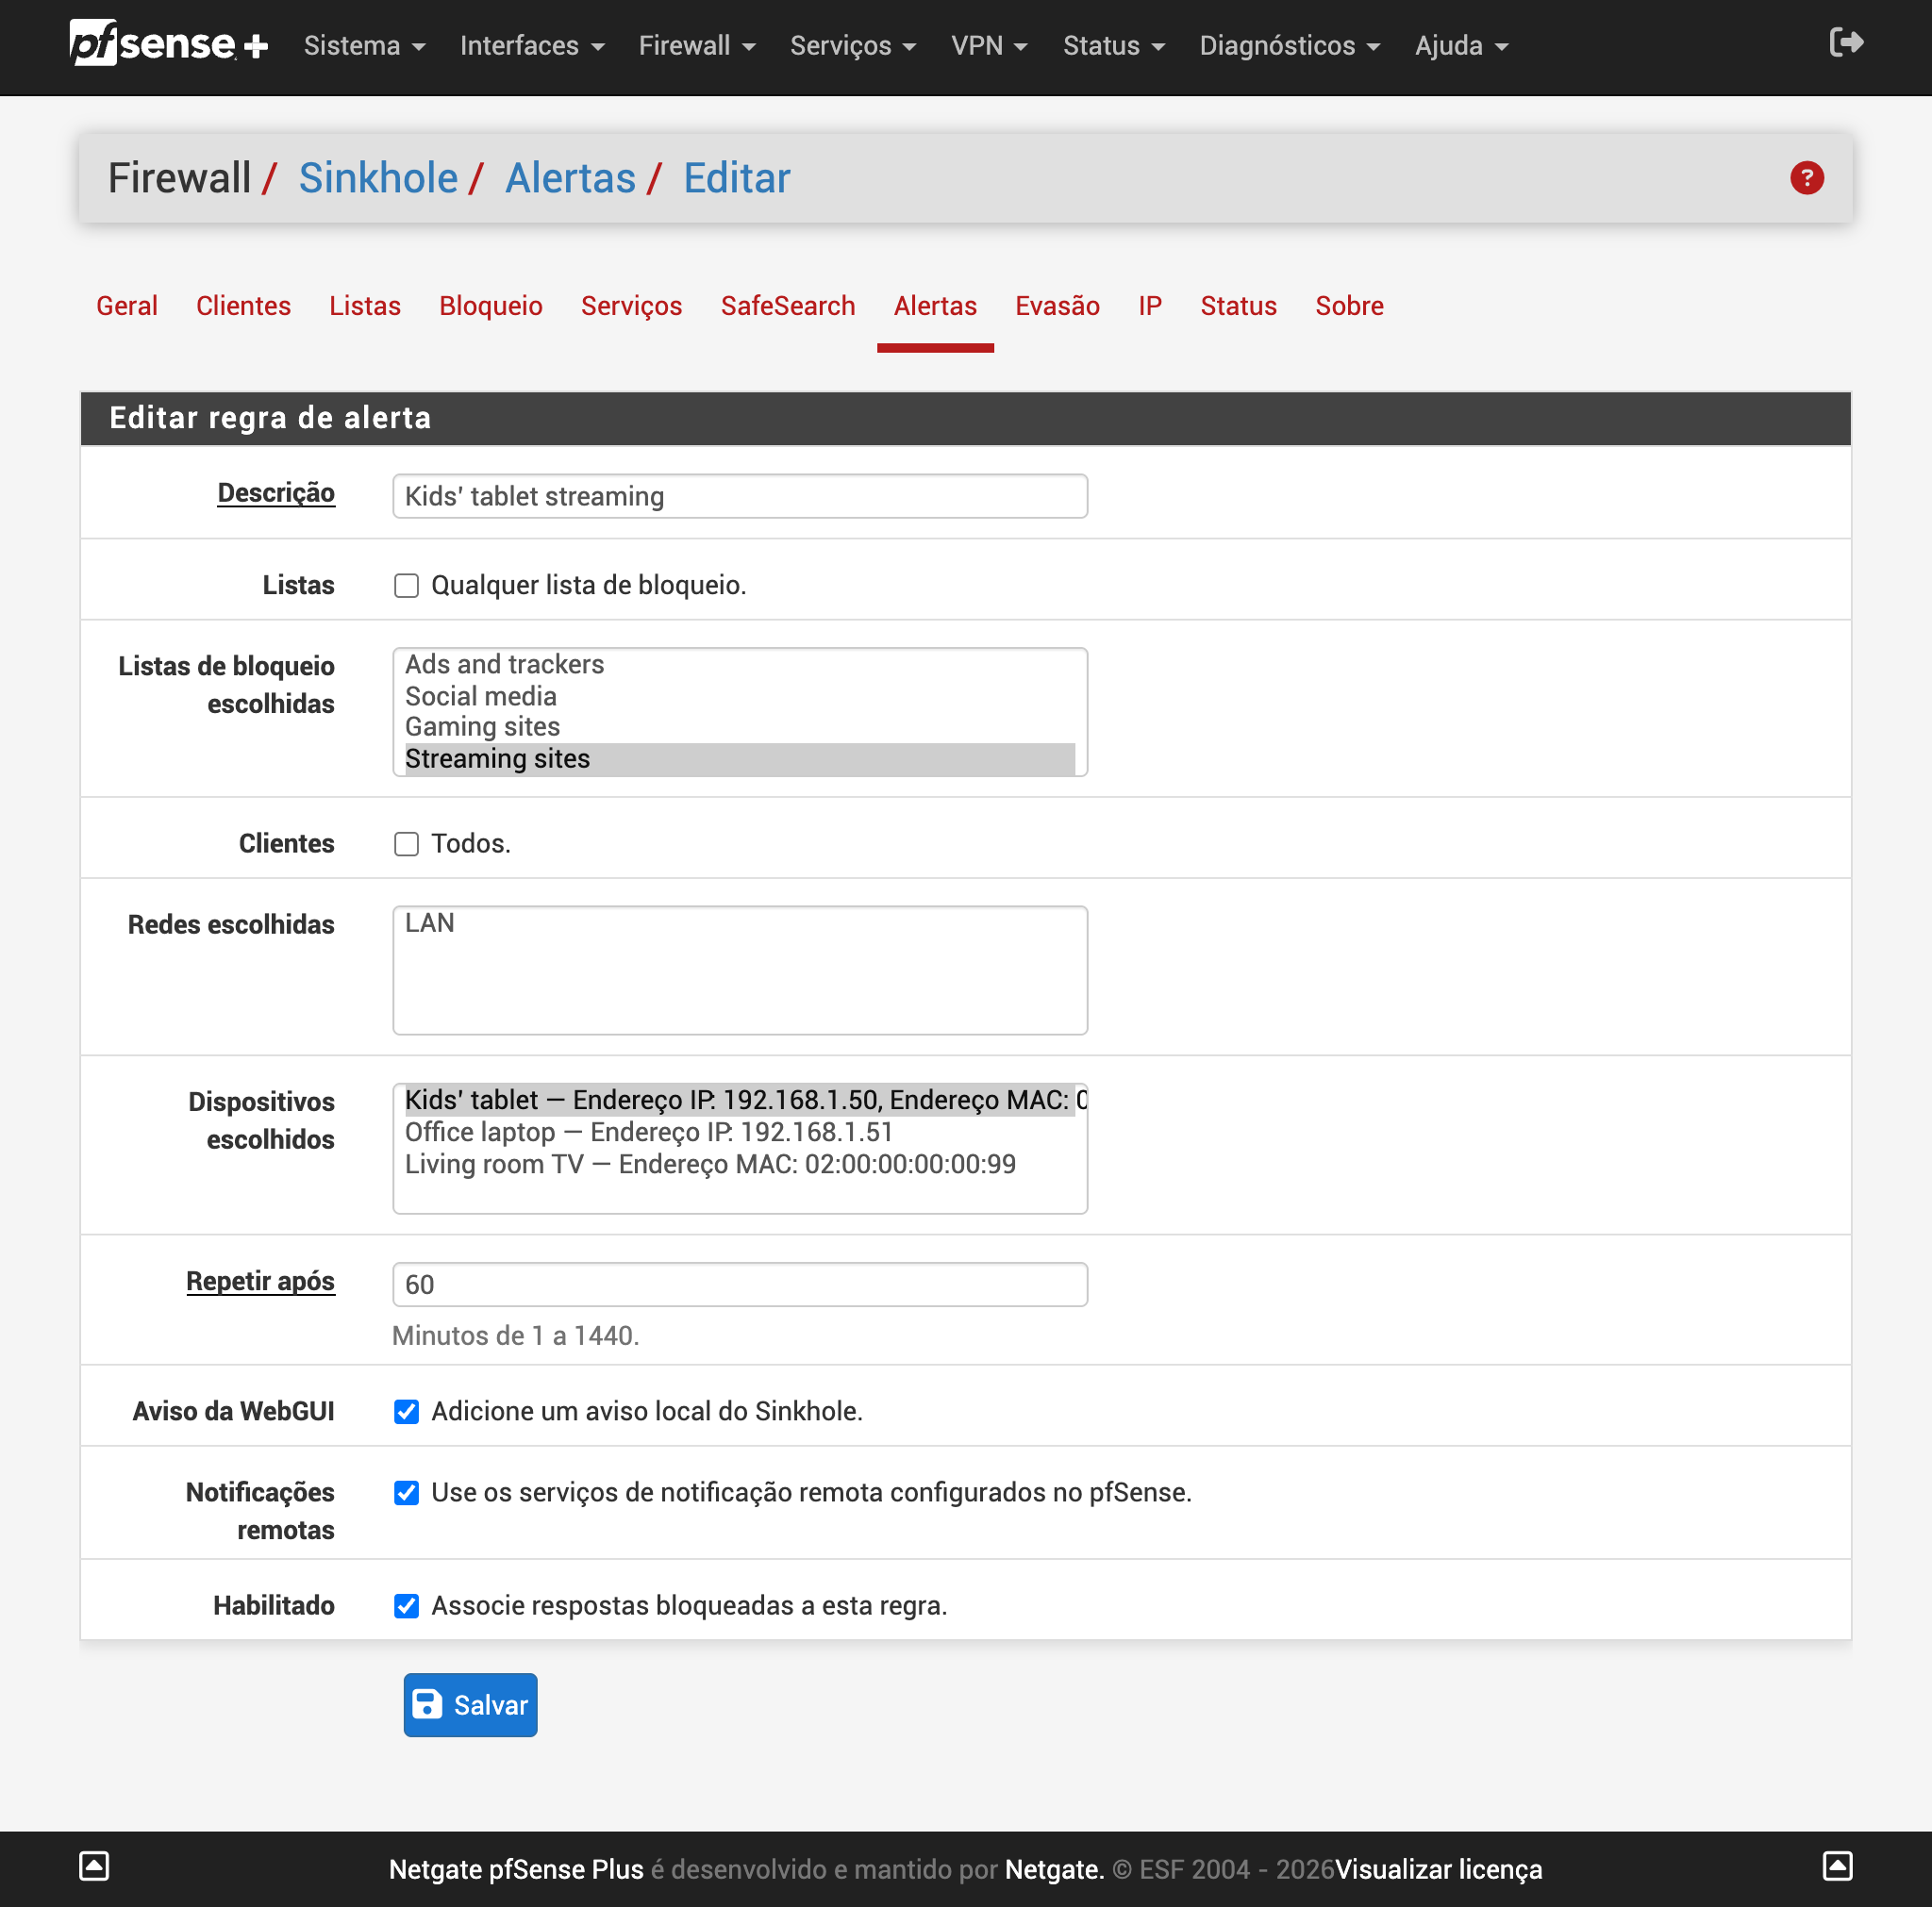 pfsense+ Sistema Interfaces Firewall Serviços VPN Status Diagnósticos Ajuda
Firewall / Sinkhole / Alertas / Editar
?
Geral Clientes Listas Bloqueio Serviços SafeSearch Alertas Evasão IP Status Sobre
Editar regra de alerta
Descrição
Kids' tablet streaming
Listas
Qualquer lista de bloqueio.
Listas de bloqueio
escolhidas
Ads and trackers
Social media
Gaming sites
Streaming sites
Clientes
Todos.
Redes escolhidas
LAN
Dispositivos
escolhidos
Kids' tablet — Endereço IP: 192.168.1.50, Endereço MAC: 0
Office laptop — Endereço IP: 192.168.1.51
Living room TV — Endereço MAC: 02:00:00:00:00:99
Repetir após
60
Minutos de 1 a 1440.
Aviso da WebGUI
Adicione um aviso local do Sinkhole.
Notificações
remotas
Use os serviços de notificação remota configurados no pfSense.
Habilitado
Associe respostas bloqueadas a esta regra.
Salvar
Netgate pfSense Plus é desenvolvido e mantido por Netgate. © ESF 2004 - 2026Visualizar licença